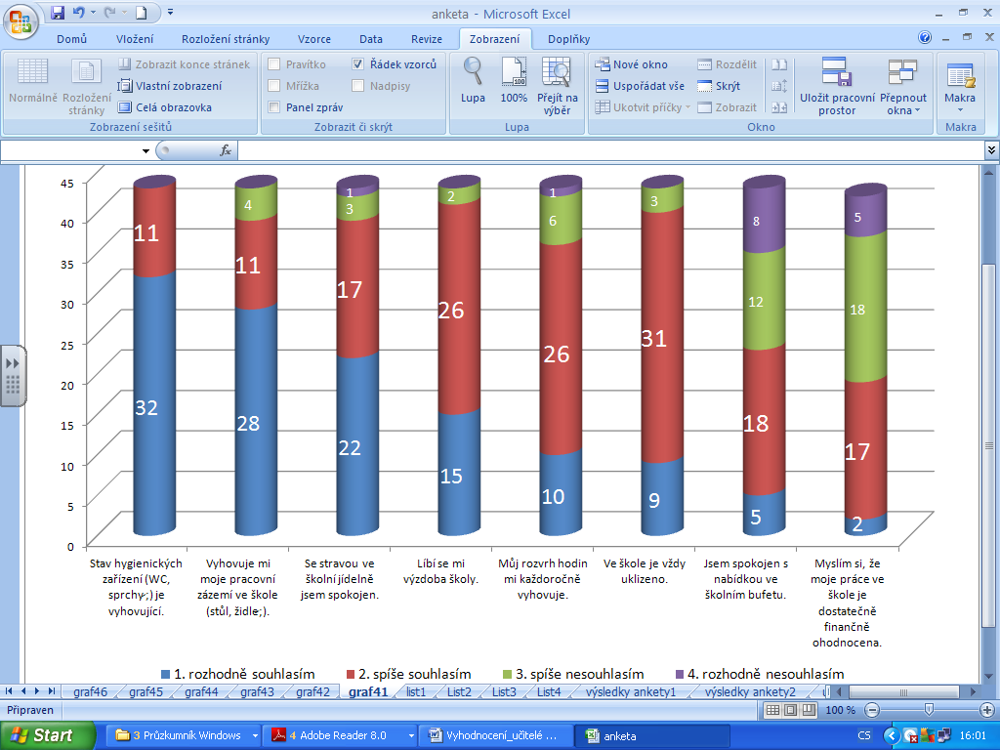 anketa - Microsoft Excel
Domů Vložení Rozložení stránky Vzorce Data Revize Zobrazení Doplňky
Normálně
Rozložení stránky
Zobrazit konce stránek
Vlastní zobrazení
Celá obrazovka
Zobrazení sešitů
Pravítko
Mřížka
Panel zpráv
Řádek vzorců
Nadpisy
Zobrazit či skrýt
Lupa
100%
Přejít na výběr
Lupa
Nové okno
Uspořádat vše
Ukotvit příčky
Rozdělit
Skrýt
Zobrazit
Uložit pracovní prostor
Přepnout okna
Okno
Makra
Makra
fx
45
40
35
30
25
20
15
10
5
0
11
32
4
11
28
1
3
17
22
2
26
15
1
6
26
10
3
31
9
8
12
18
5
5
18
17
2
Stav hygienických
zařízení (WC,
sprchy;) je
vyhovující.
Vyhovuje mi
moje pracovní
zázemí ve škole
(stůl, židle;).
Se stravou ve
školní jídelně
jsem spokojen.
Líbí se mi
výzdoba školy.
Můj rozvrh hodin
mi každoročně
vyhovuje.
Ve škole je vždy
uklizeno.
Jsem spokojen s
nabídkou ve
školním bufetu.
Myslím si, že
moje práce ve
škole je
dostatečně
finančně
ohodnocena.
1. rozhodně souhlasím 2. spíše souhlasím 3. spíše nesouhlasím 4. rozhodně nesouhlasím
graf46 graf45 graf44 graf43 graf42 graf41 list1 List2 List3 List4 výsledky ankety1 výsledky ankety2
Připraven 100 %
Start 3 Průzkumník Windows 4 Adobe Reader 8.0 Vyhodnocení_učitelé ... anketa CS 16:01